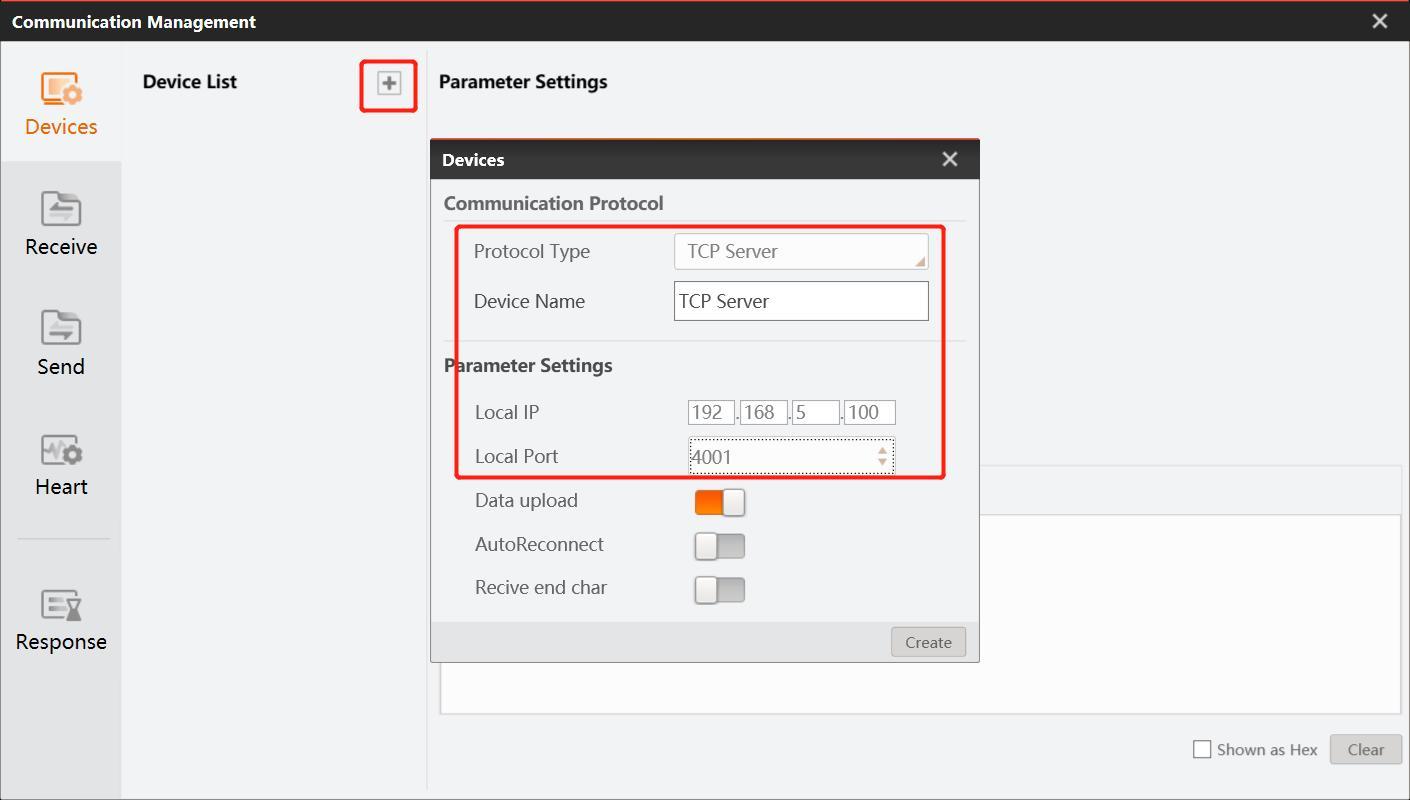 Communication Management
Devices
Receive
Send
Heart
Response
Device List
Parameter Settings
Devices
Communication Protocol
Protocol Type TCP Server
Device Name TCP Server
Parameter Settings
Local IP 192.168.5.100
Local Port 4001
Data upload
AutoReconnect
Recive end char
Create
Shown as Hex Clear